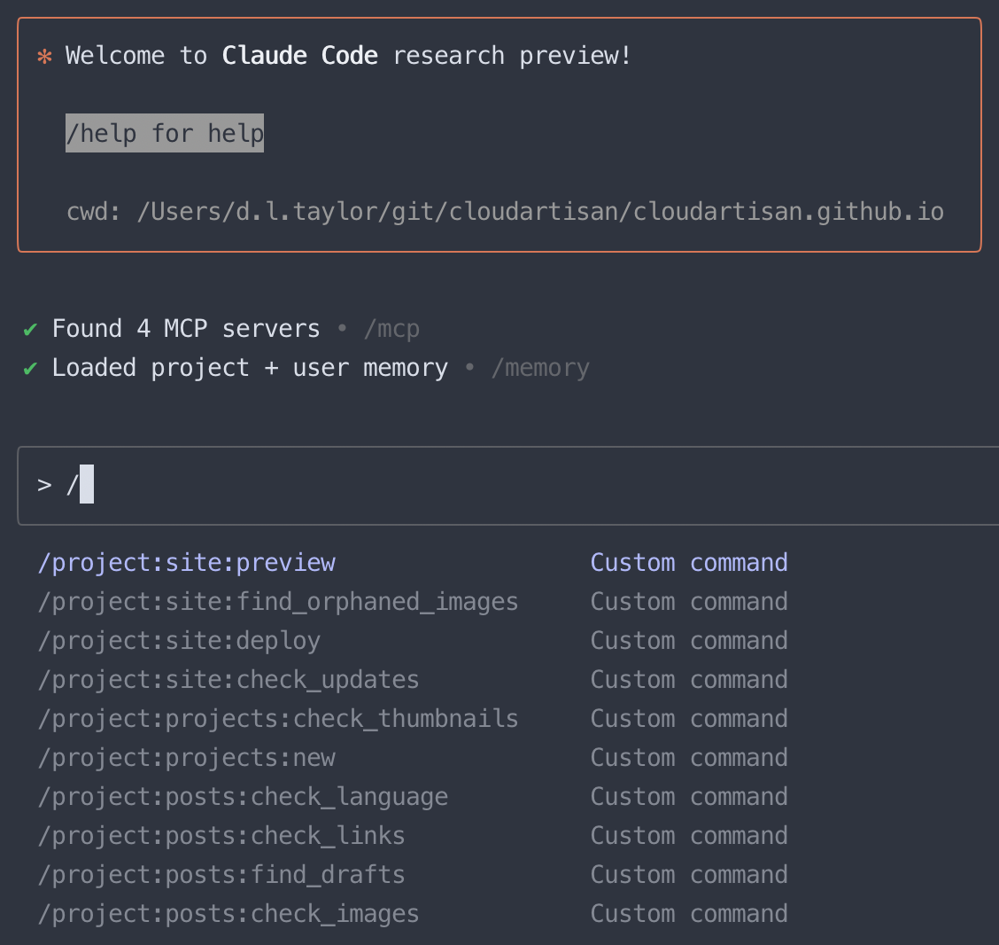 ✻ Welcome to Claude Code research preview!
/help for help
cwd: /Users/d.l.taylor/git/cloudartisan/cloudartisan.github.io
✔ Found 4 MCP servers • /mcp
✔ Loaded project + user memory • /memory
> /
/project:site:preview Custom command
/project:site:find_orphaned_images Custom command
/project:site:deploy Custom command
/project:site:check_updates Custom command
/project:projects:check_thumbnails Custom command
/project:projects:new Custom command
/project:posts:check_language Custom command
/project:posts:check_links Custom command
/project:posts:find_drafts Custom command
/project:posts:check_images Custom command